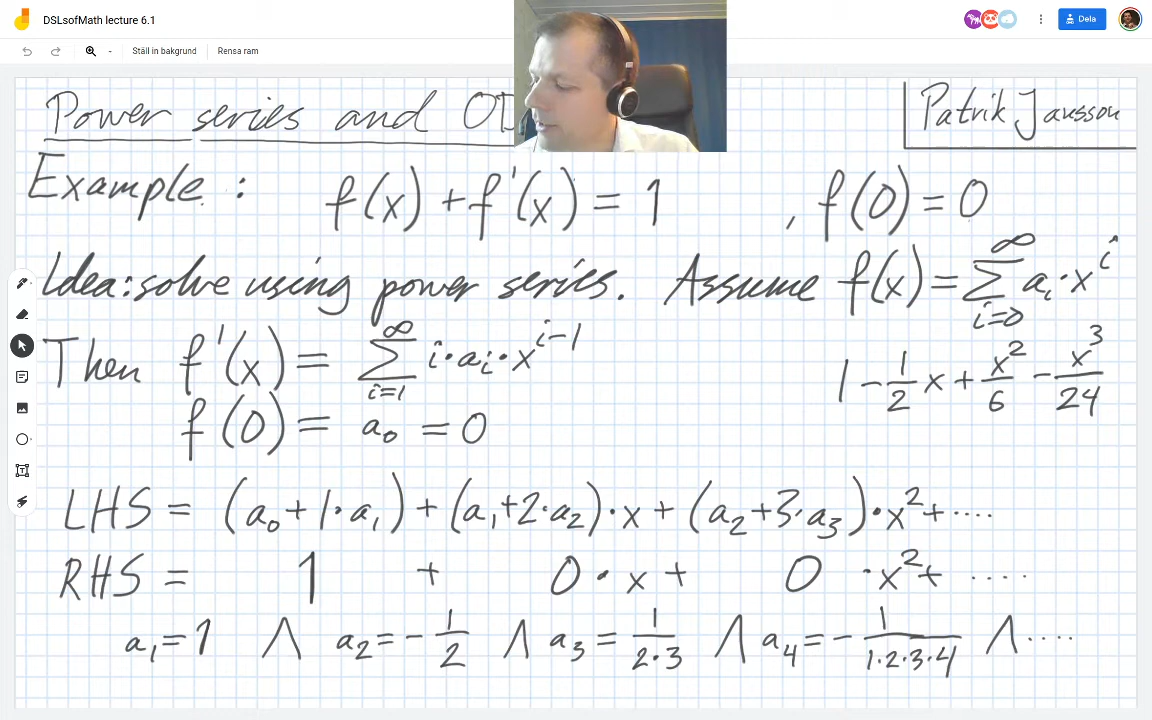 DSLsofMath lecture 6.1
Dela
Ställ in bakgrund Rensa ram
Power series and
Patrik Jansson
Example: f(x) + f'(x) = 1 , f(0) = 0
Idea: solve using power series. Assume f(x) = ∑_{i=0}^{∞} a_i · x^i
Then f'(x) = ∑_{i=1}^{∞} i · a_i · x^{i-1}
1 - 1/2 x + x^2/6 - x^3/24
f(0) = a_0 = 0
LHS = (a_0 + 1·a_1) + (a_1 + 2·a_2)·x + (a_2 + 3·a_3)·x^2 + ....
RHS = 1 + 0·x + 0·x^2 + ....
a_1 = 1 ∧ a_2 = -1/2 ∧ a_3 = 1/(2·3) ∧ a_4 = -1/(1·2·3·4) ∧ ....